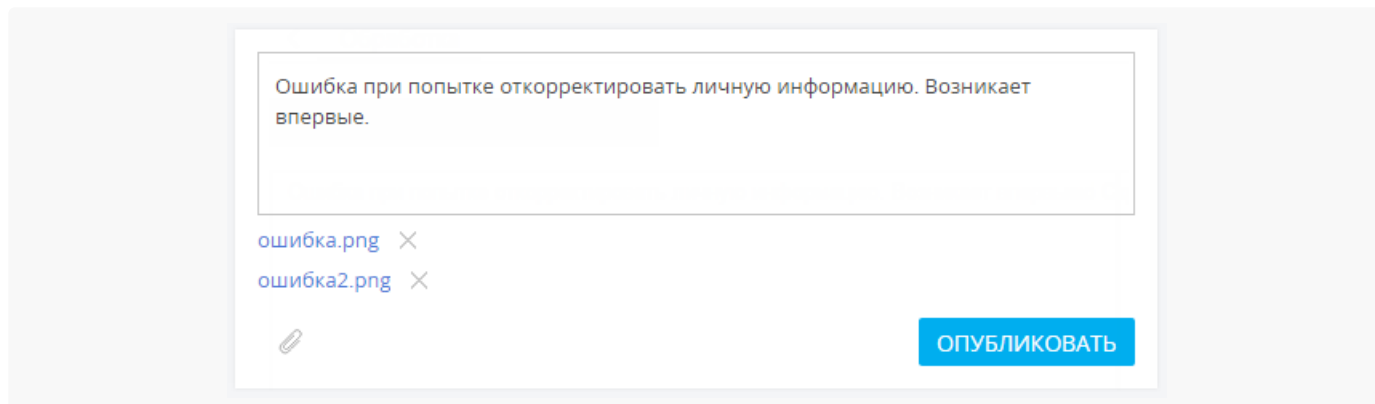 Ошибка при попытке откорректировать личную информацию. Возникает
впервые.
ошибка.png
ошибка2.png
ОПУБЛИКОВАТЬ